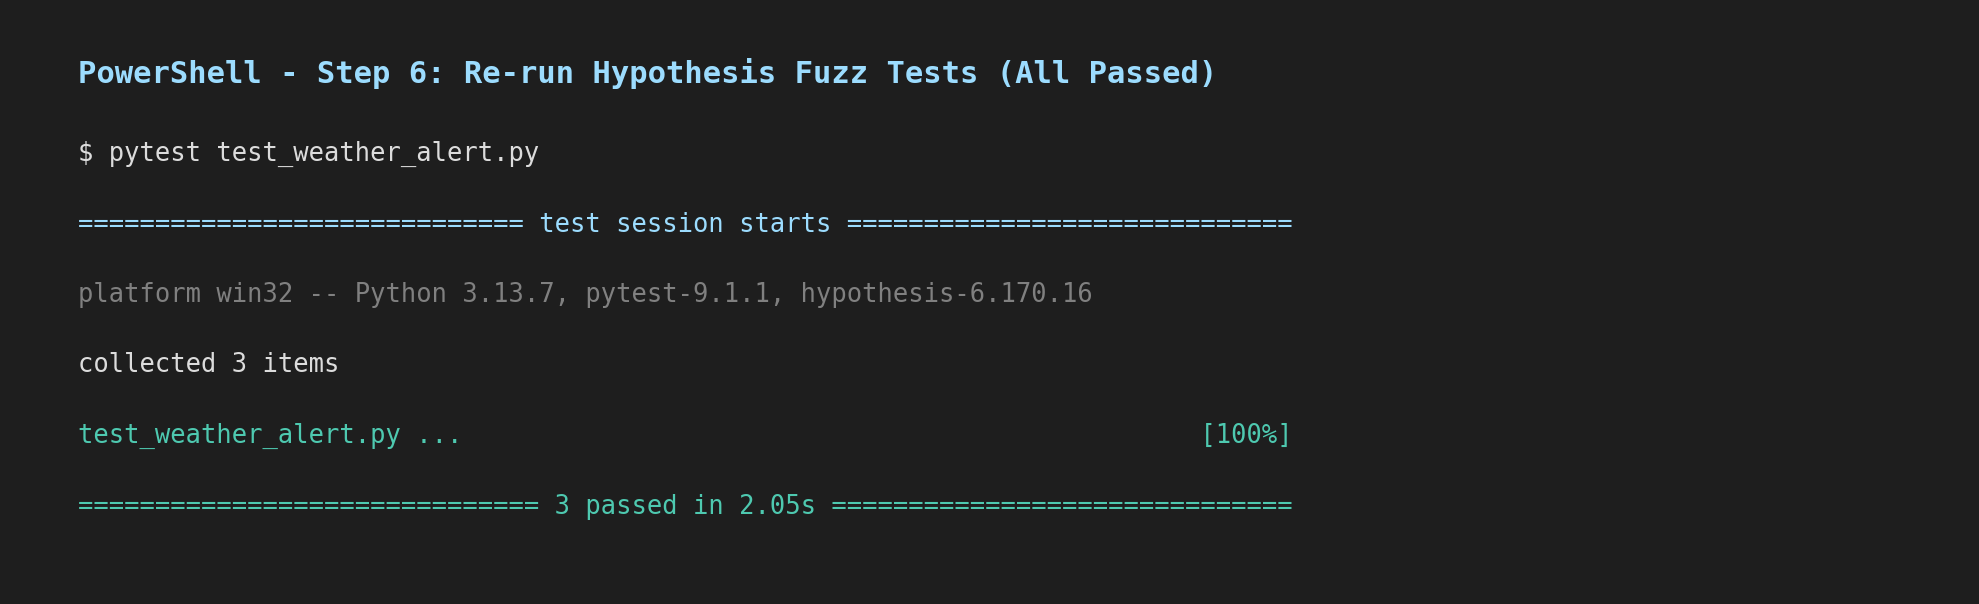 PowerShell - Step 6: Re-run Hypothesis Fuzz Tests (All Passed)
$ pytest test_weather_alert.py
============================= test session starts =============================
platform win32 -- Python 3.13.7, pytest-9.1.1, hypothesis-6.170.16
collected 3 items
test_weather_alert.py ...                                                [100%]
============================== 3 passed in 2.05s ==============================